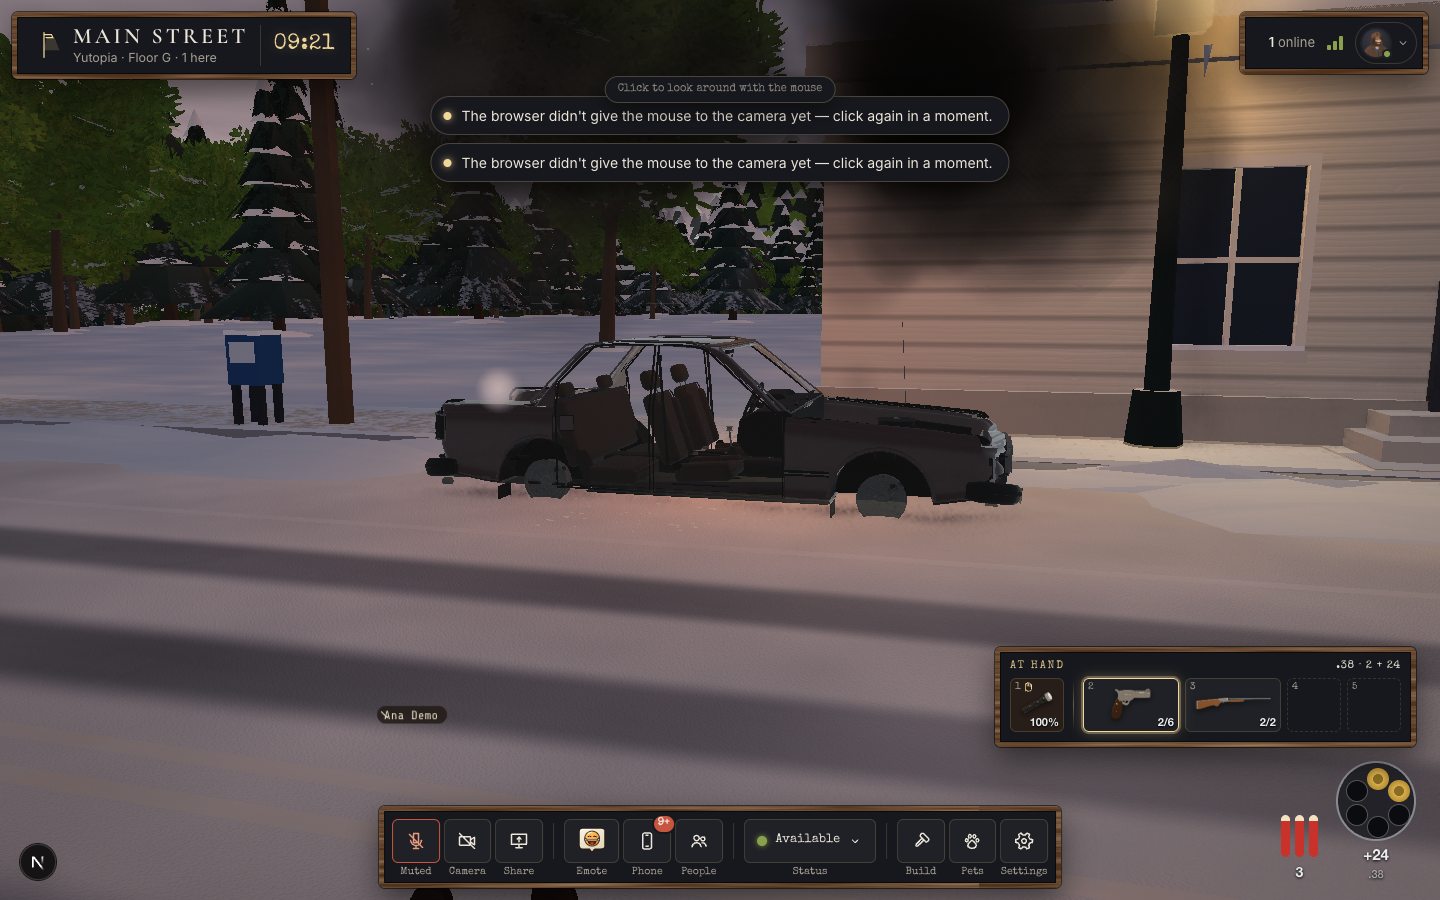 MAIN STREET
Yutopia · Floor G · 1 here
09:21
1 online
Click to look around with the mouse
The browser didn't give the mouse to the camera yet — click again in a moment.
The browser didn't give the mouse to the camera yet — click again in a moment.
Ana Demo
AT HAND
.38 · 2 + 24
1
100%
2
2/6
3
2/2
4
5
3
+24
.38
N
9+
Available
Muted
Camera
Share
Emote
Phone
People
Status
Build
Pets
Settings